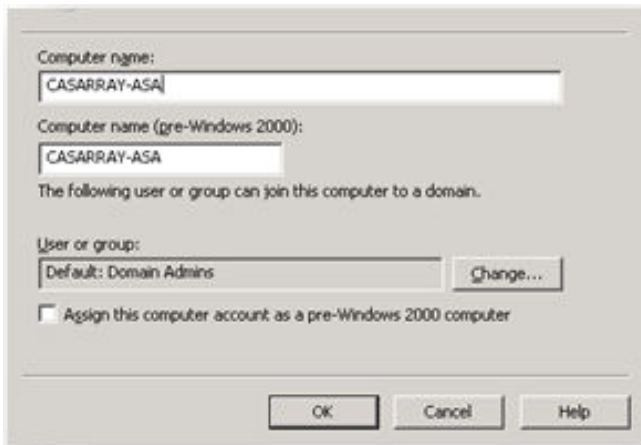 Computer name:
CASARRAY-ASA
Computer name (pre-Windows 2000):
CASARRAY-ASA
The following user or group can join this computer to a domain.
User or group:
Default: Domain Admins
Change...
Assign this computer account as a pre-Windows 2000 computer
OK Cancel Help